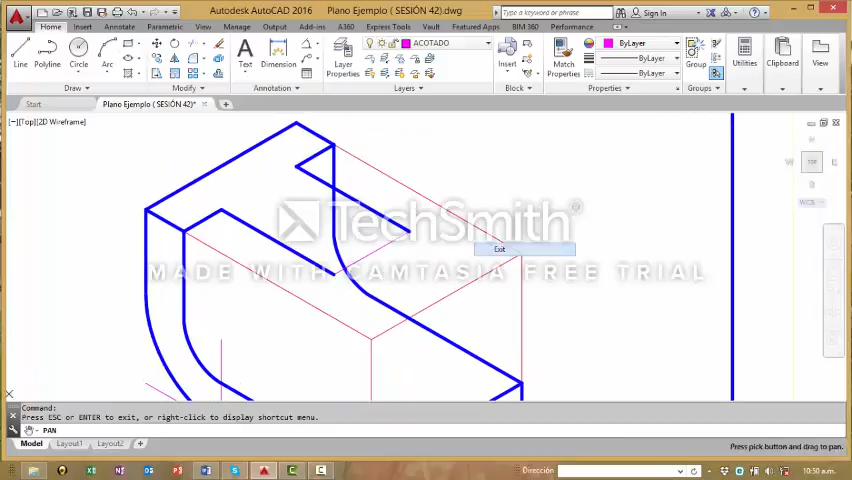 Autodesk AutoCAD 2016 Plano Ejemplo ( SESIÓN 42).dwg
Type a keyword or phrase
Sign In
Home Insert Annotate Parametric View Manage Output Add-ins A360 Express Tools Featured Apps BIM 360 Performance
Line Polyline Circle Arc
Text Dimension
Layer Properties
ACOTADO
Insert
Match Properties
ByLayer
ByLayer
ByLayer
Group
Utilities
Clipboard
View
Draw Modify Annotation Layers Block Properties Groups
Start Plano Ejemplo ( SESIÓN 42)*
[−][Top][2D Wireframe]
TOP
WCS
TechSmith
Exit
MADE WITH CAMTASIA FREE TRIAL
Command:
Press ESC or ENTER to exit, or right-click to display shortcut menu.
PAN
Model Layout1 Layout2
Press pick button and drag to pan.
Dirección
10:50 a.m.